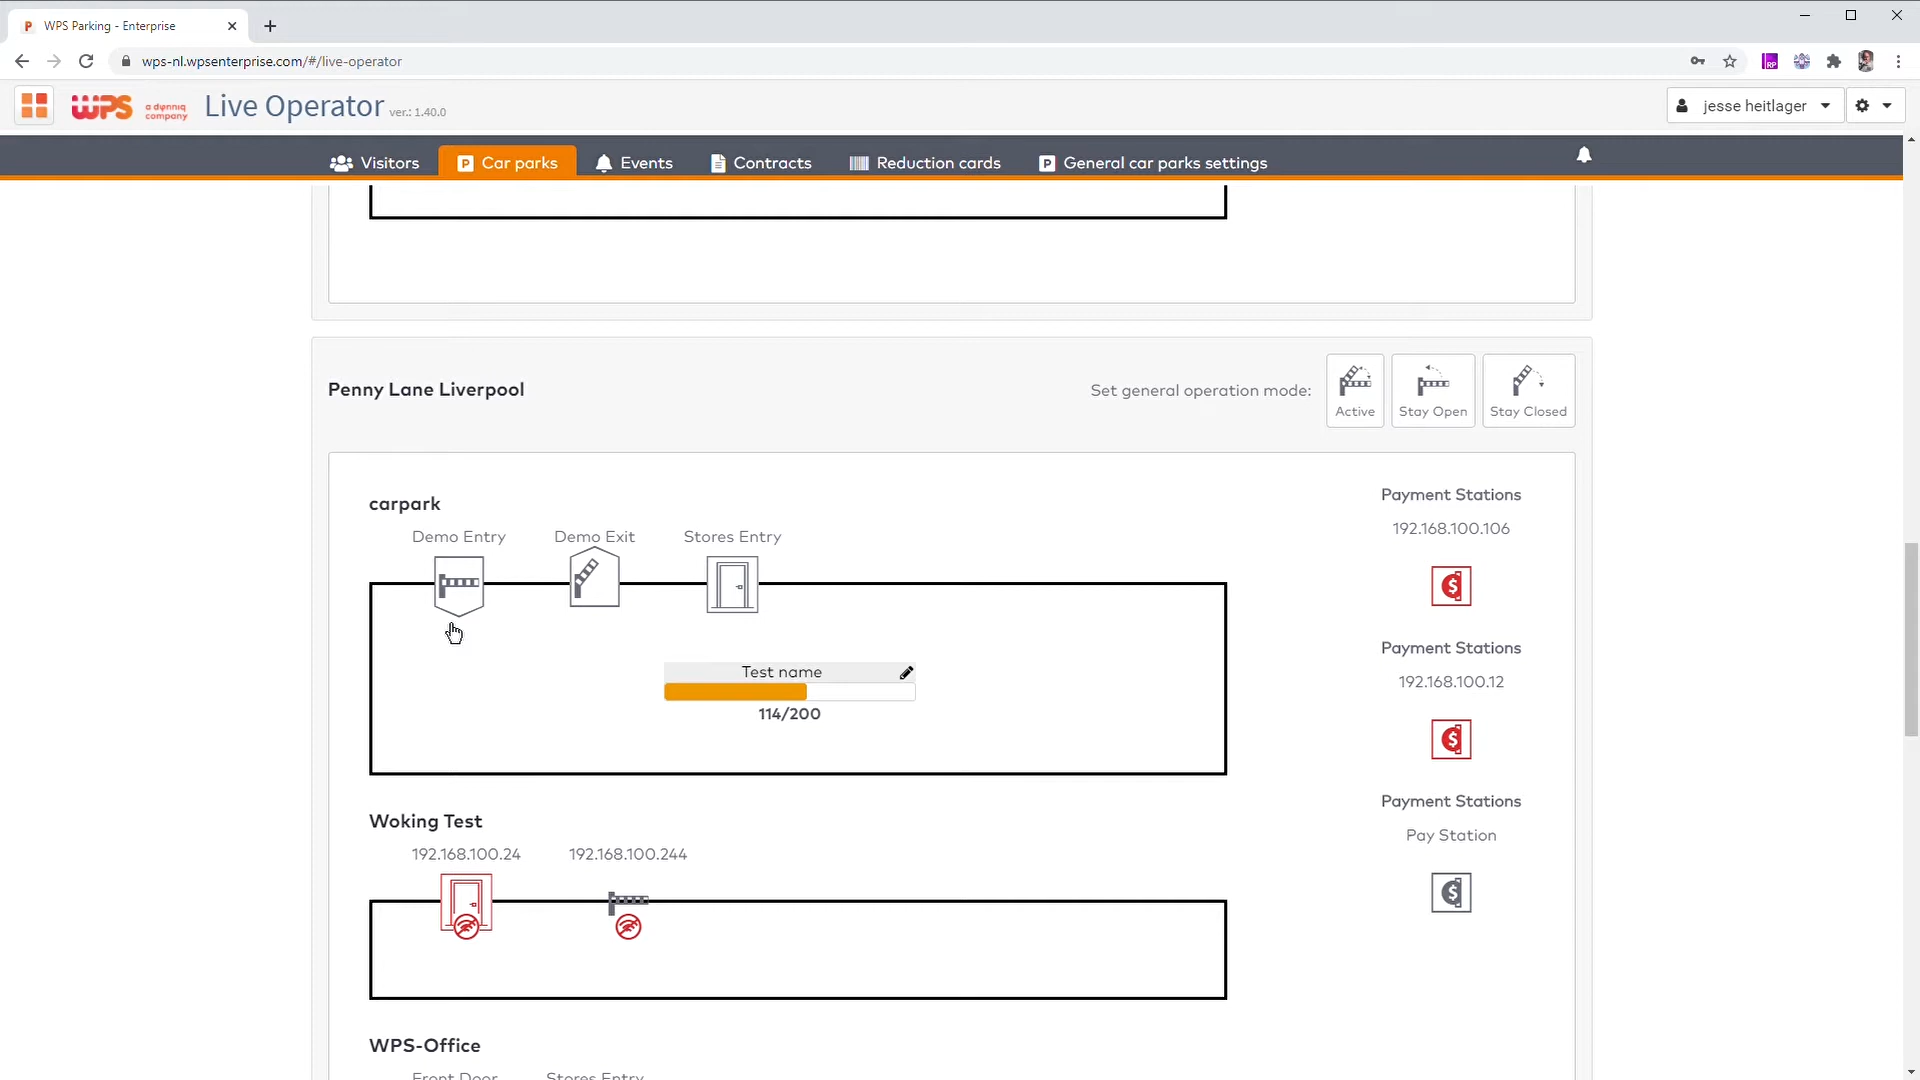 WPS Parking - Enterprise
wps-nl.wpsenterprise.com/#/live-operator
WPS a dynniq company Live Operator ver.: 1.40.0
jesse heitlager
Visitors Car parks Events Contracts Reduction cards General car parks settings
Penny Lane Liverpool
Set general operation mode:
Active Stay Open Stay Closed
carpark
Demo Entry Demo Exit Stores Entry
Test name
114/200
Payment Stations
192.168.100.106
Payment Stations
192.168.100.12
Payment Stations
Pay Station
Woking Test
192.168.100.24 192.168.100.244
WPS-Office
Front Door Stores Entry